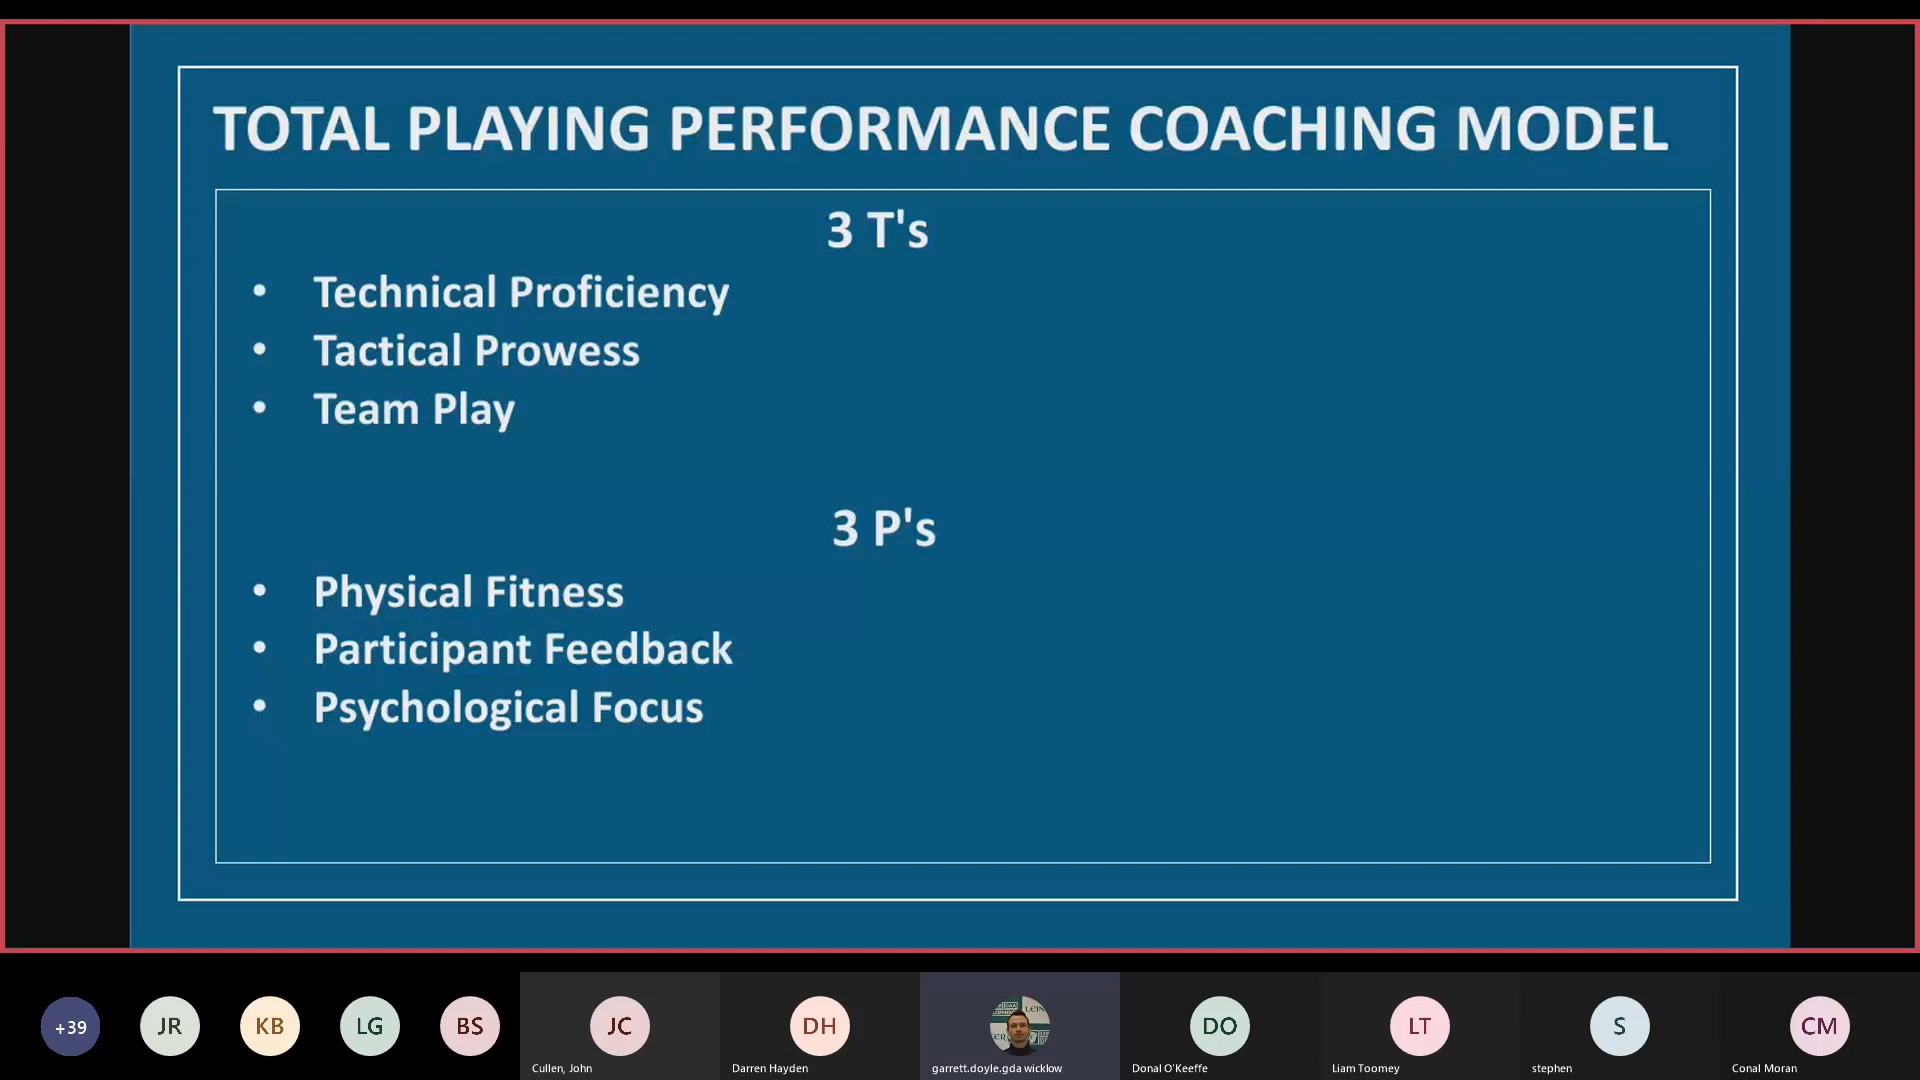 TOTAL PLAYING PERFORMANCE COACHING MODEL
3 T's
• Technical Proficiency
• Tactical Prowess
• Team Play
3 P's
• Physical Fitness
• Participant Feedback
• Psychological Focus
+39
JR
KB
LG
BS
JC
DH
DO
LT
S
CM
Cullen, John
Darren Hayden
garrett.doyle.gda wicklow
Donal O'Keeffe
Liam Toomey
stephen
Conal Moran